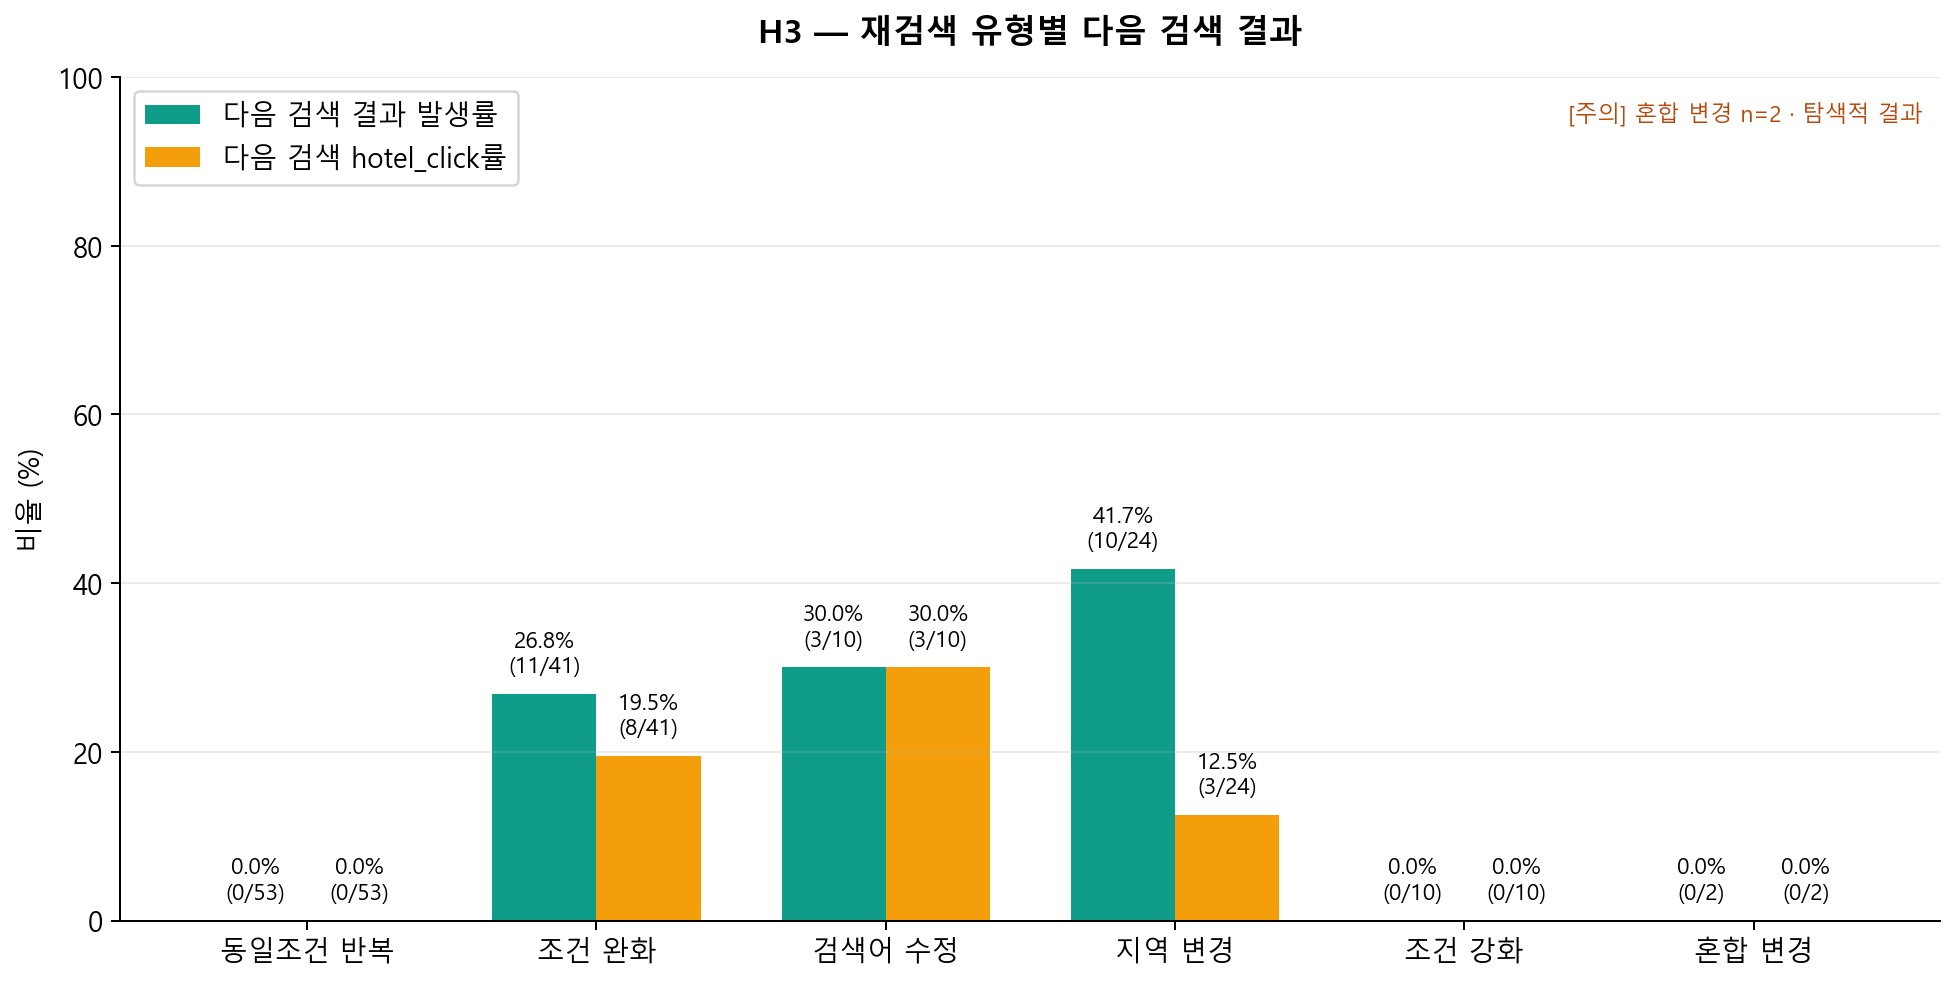 H3 — 재검색 유형별 다음 검색 결과
다음 검색 결과 발생률
다음 검색 hotel_click률
[주의] 혼합 변경 n=2 · 탐색적 결과
비율 (%)
100
80
60
40
20
0
0.0%
(0/53)
0.0%
(0/53)
26.8%
(11/41)
19.5%
(8/41)
30.0%
(3/10)
30.0%
(3/10)
41.7%
(10/24)
12.5%
(3/24)
0.0%
(0/10)
0.0%
(0/10)
0.0%
(0/2)
0.0%
(0/2)
동일조건 반복
조건 완화
검색어 수정
지역 변경
조건 강화
혼합 변경